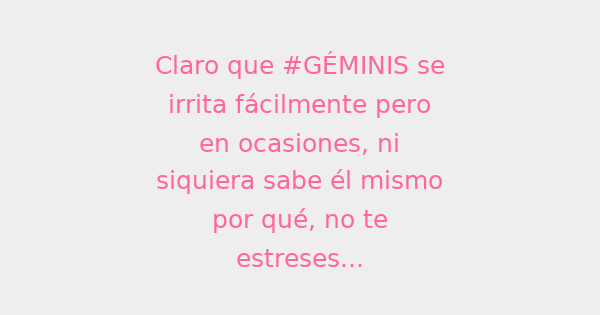 Claro que #GÉMINIS se
irrita fácilmente pero
en ocasiones, ni
siquiera sabe él mismo
por qué, no te
estreses...